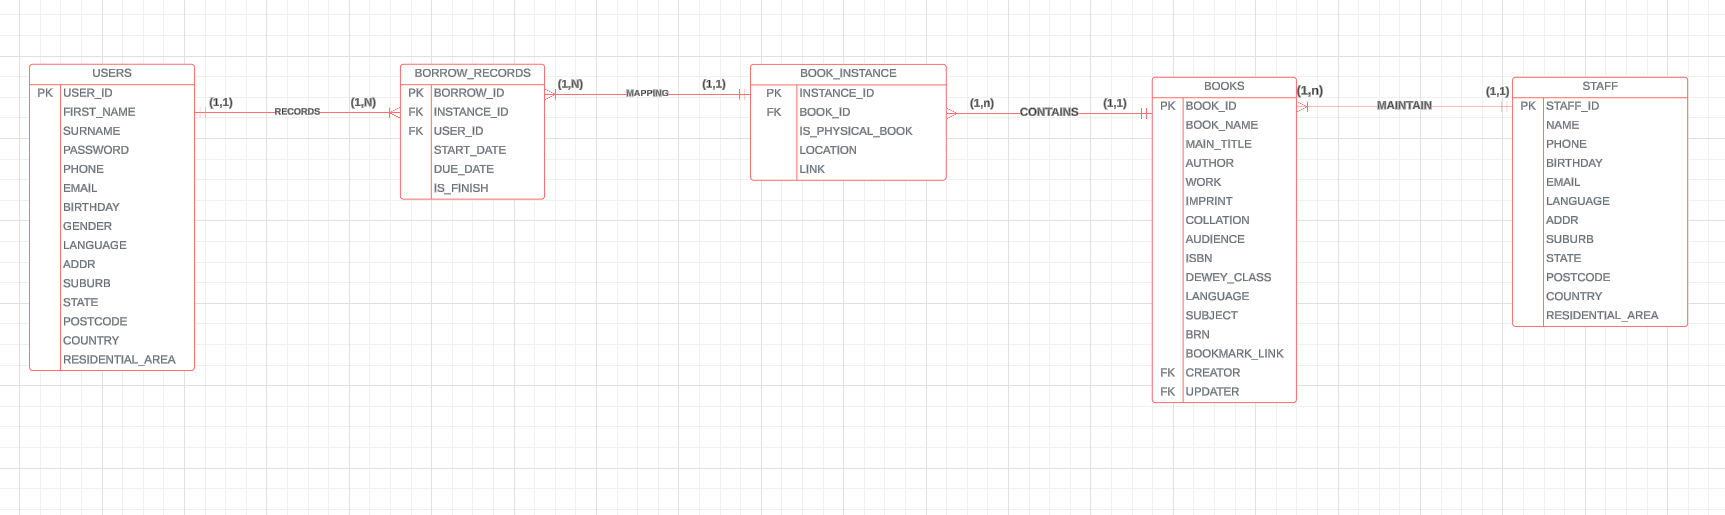 USERS
PK USER_ID
FIRST_NAME
SURNAME
PASSWORD
PHONE
EMAIL
BIRTHDAY
GENDER
LANGUAGE
ADDR
SUBURB
STATE
POSTCODE
COUNTRY
RESIDENTIAL_AREA
(1,1)
RECORDS
(1,N)
BORROW_RECORDS
PK BORROW_ID
FK INSTANCE_ID
FK USER_ID
START_DATE
DUE_DATE
IS_FINISH
(1,N)
MAPPING
(1,1)
BOOK_INSTANCE
PK INSTANCE_ID
FK BOOK_ID
IS_PHYSICAL_BOOK
LOCATION
LINK
(1,n)
CONTAINS
(1,1)
BOOKS
PK BOOK_ID
BOOK_NAME
MAIN_TITLE
AUTHOR
WORK
IMPRINT
COLLATION
AUDIENCE
ISBN
DEWEY_CLASS
LANGUAGE
SUBJECT
BRN
BOOKMARK_LINK
FK CREATOR
FK UPDATER
(1,n)
MAINTAIN
(1,1)
STAFF
PK STAFF_ID
NAME
PHONE
BIRTHDAY
EMAIL
LANGUAGE
ADDR
SUBURB
STATE
POSTCODE
COUNTRY
RESIDENTIAL_AREA